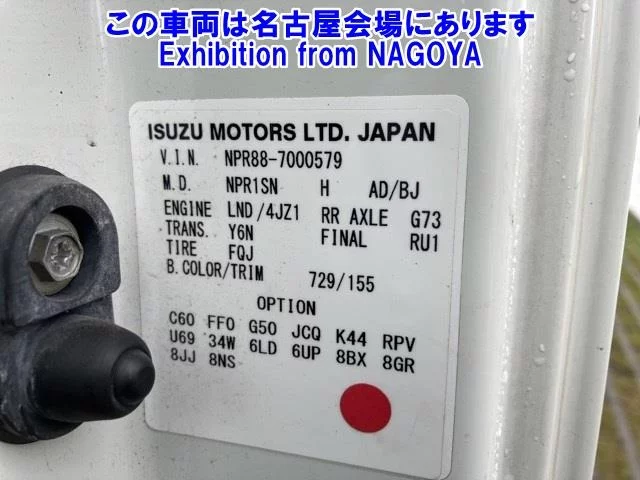 この車両は名古屋会場にあります
Exhibition from NAGOYA
ISUZU MOTORS LTD. JAPAN
V.I.N. NPR88-7000579
M.D. NPR1SN H AD/BJ
ENGINE LND/4JZ1 RR AXLE G73
TRANS. Y6N FINAL RU1
TIRE FQJ
B.COLOR/TRIM 729/155
OPTION
C60 FF0 G50 JCQ K44 RPV
U69 34W 6LD 6UP 8BX 8GR
8JJ 8NS